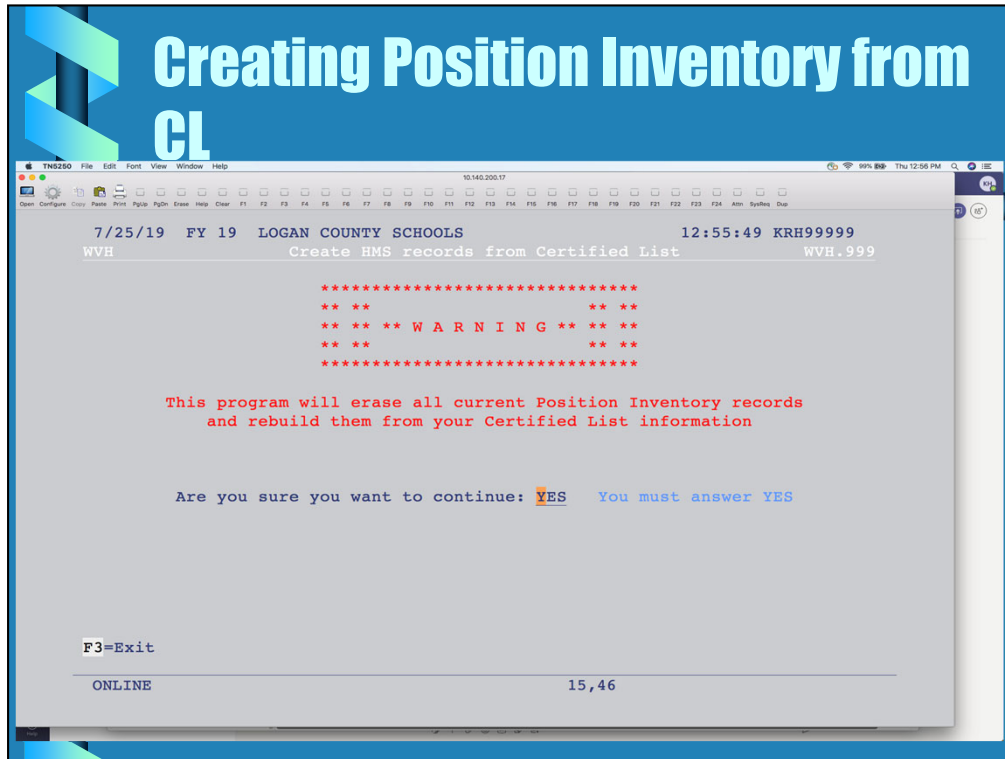 Creating Position Inventory from
CL
TN5250 File Edit Font View Window Help 99% Thu 12:56 PM
10.140.200.17
KH
Open Configure Copy Paste Print PgUp PgDn Erase Help Clear F1 F2 F3 F4 F5 F6 F7 F8 F9 F10 F11 F12 F13 F14 F15 F16 F17 F18 F19 F20 F21 F22 F23 F24 Attn SysReq Dup
7/25/19 FY 19 LOGAN COUNTY SCHOOLS 12:55:49 KRH99999
WVH Create HMS records from Certified List WVH.999
*******************************
** ** ** **
** ** ** W A R N I N G ** ** **
** ** ** **
*******************************
This program will erase all current Position Inventory records
and rebuild them from your Certified List information
Are you sure you want to continue: YES You must answer YES
F3=Exit
ONLINE 15,46
Help